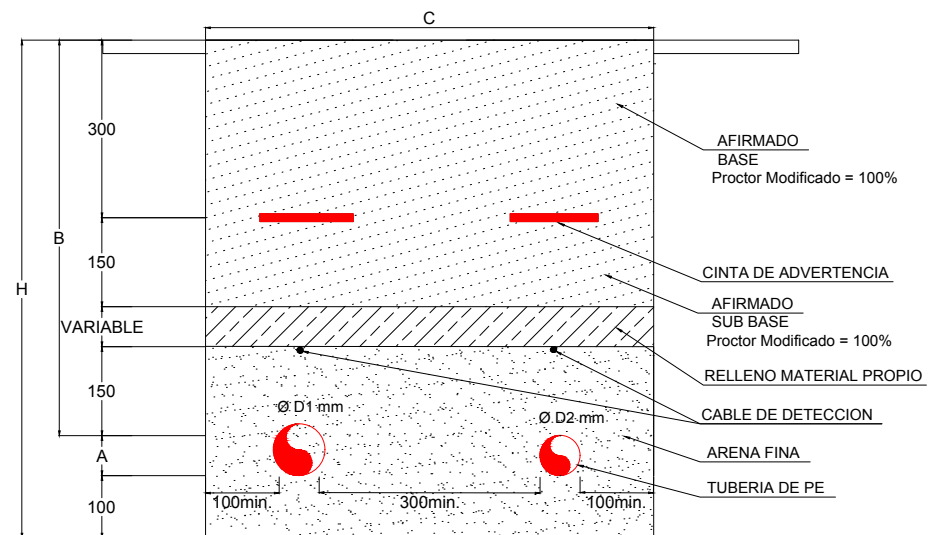 C
300
AFIRMADO
BASE
Proctor Modificado = 100%
B
150
H
CINTA DE ADVERTENCIA
AFIRMADO
SUB BASE
Proctor Modificado = 100%
VARIABLE
RELLENO MATERIAL PROPIO
150
CABLE DE DETECCION
Ø D1 mm
Ø D2 mm
ARENA FINA
A
TUBERIA DE PE
100
100min.
300min.
100min.